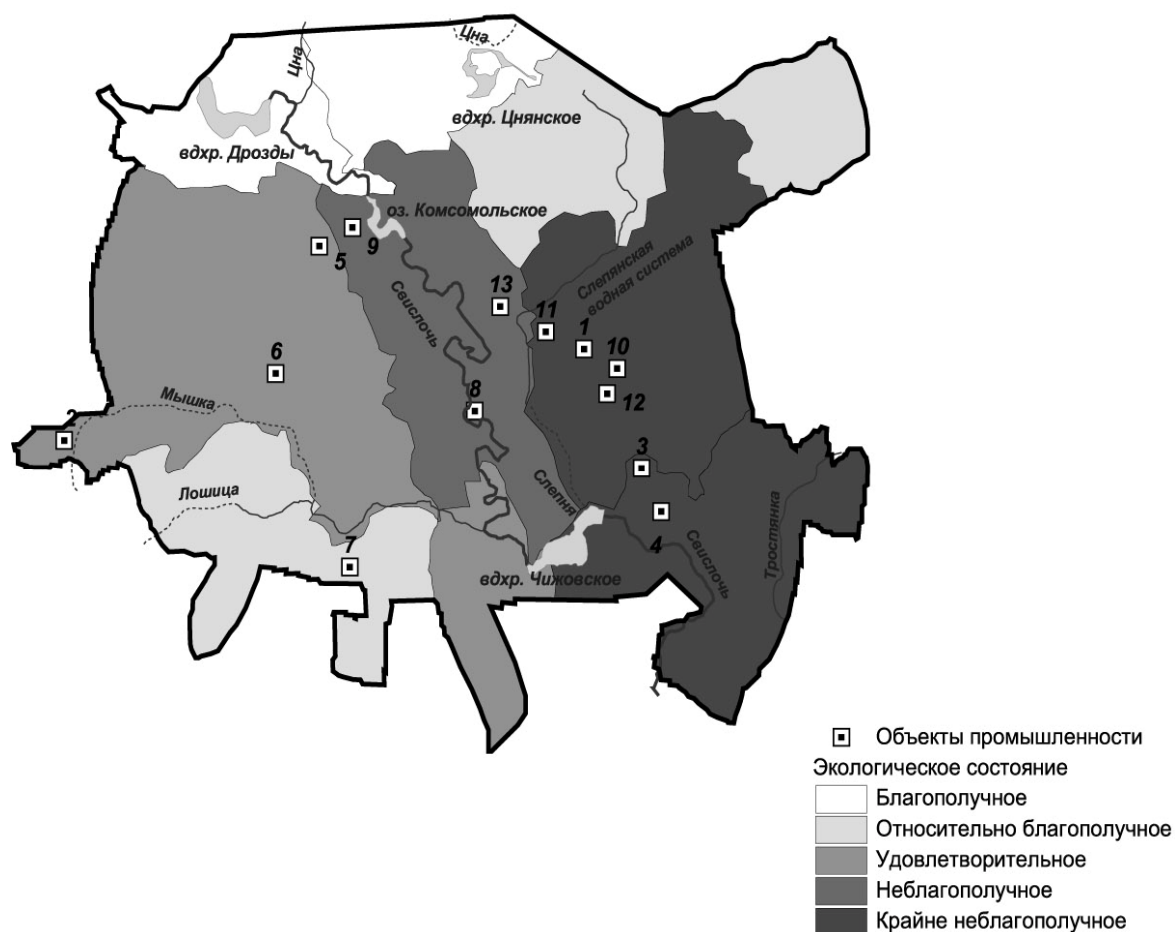 Цна
Цна
вдхр. Цнянское
вдхр. Дрозды
оз. Комсомольское
9
5
Слепянская
водная система
13
Свислочь
11
1
10
6
12
Мышка
8
2
3
Слепня
Лошица
4
Свислочь
Тростянка
7
вдхр. Чижовское
Объекты промышленности
Экологическое состояние
Благополучное
Относительно благополучное
Удовлетворительное
Неблагополучное
Крайне неблагополучное